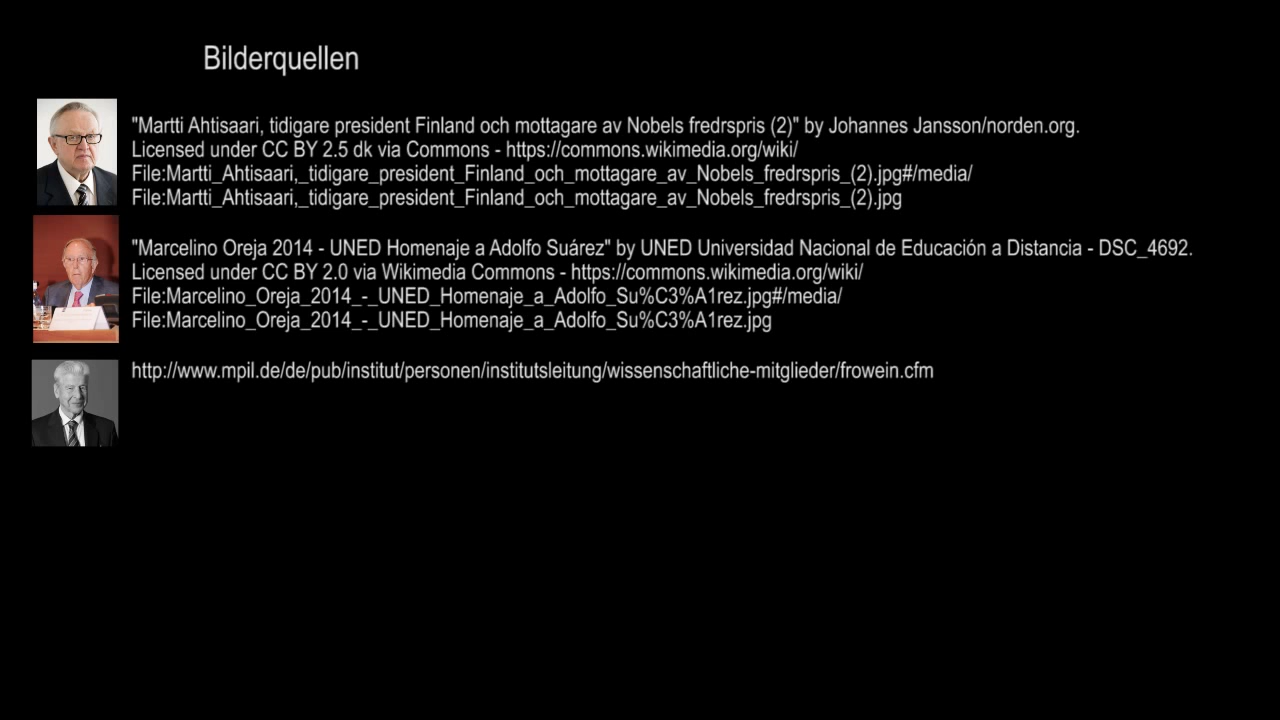 Bilderquellen
"Martti Ahtisaari, tidigare president Finland och mottagare av Nobels fredrspris (2)" by Johannes Jansson/norden.org.
Licensed under CC BY 2.5 dk via Commons - https://commons.wikimedia.org/wiki/
File:Martti_Ahtisaari,_tidigare_president_Finland_och_mottagare_av_Nobels_fredrspris_(2).jpg#/media/
File:Martti_Ahtisaari,_tidigare_president_Finland_och_mottagare_av_Nobels_fredrspris_(2).jpg
"Marcelino Oreja 2014 - UNED Homenaje a Adolfo Suárez" by UNED Universidad Nacional de Educación a Distancia - DSC_4692.
Licensed under CC BY 2.0 via Wikimedia Commons - https://commons.wikimedia.org/wiki/
File:Marcelino_Oreja_2014_-_UNED_Homenaje_a_Adolfo_Su%C3%A1rez.jpg#/media/
File:Marcelino_Oreja_2014_-_UNED_Homenaje_a_Adolfo_Su%C3%A1rez.jpg
http://www.mpil.de/de/pub/institut/personen/institutsleitung/wissenschaftliche-mitglieder/frowein.cfm